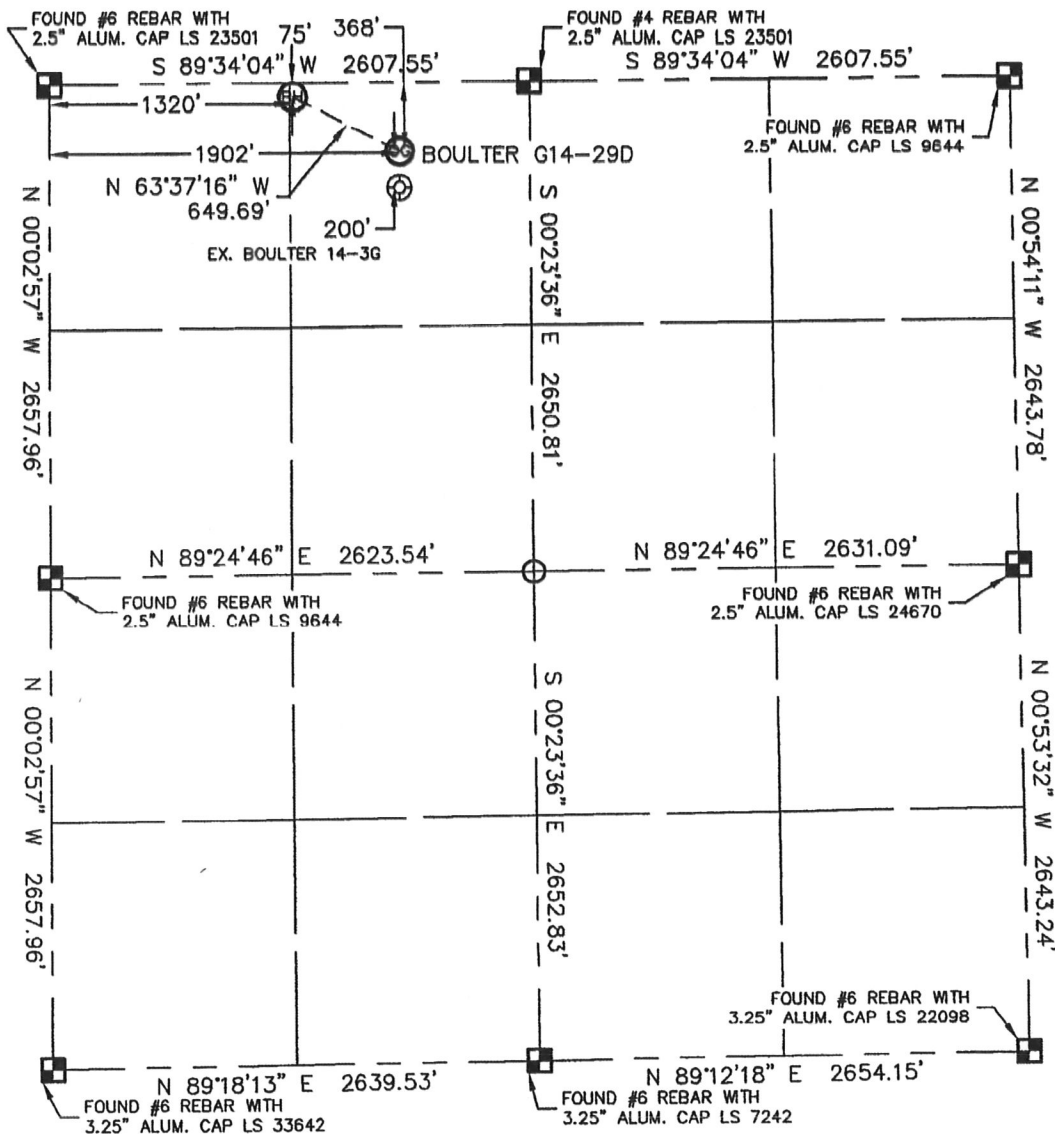 FOUND #6 REBAR WITH
2.5" ALUM. CAP LS 23501
75'
368'
FOUND #4 REBAR WITH
2.5" ALUM. CAP LS 23501
S 89°34'04" W 2607.55'
S 89°34'04" W 2607.55'
1320'
BH
FOUND #6 REBAR WITH
2.5" ALUM. CAP LS 9644
1902'
BOULTER G14-29D
N 63°37'16" W
649.69'
200'
EX. BOULTER 14-3G
N 00°02'57" W 2657.96'
S 00°23'36" E 2650.81'
N 00°54'11" W 2643.78'
N 89°24'46" E 2623.54'
N 89°24'46" E 2631.09'
FOUND #6 REBAR WITH
2.5" ALUM. CAP LS 9644
FOUND #6 REBAR WITH
2.5" ALUM. CAP LS 24670
N 00°02'57" W 2657.96'
S 00°23'36" E 2652.83'
N 00°53'32" W 2643.24'
FOUND #6 REBAR WITH
3.25" ALUM. CAP LS 22098
N 89°18'13" E 2639.53'
N 89°12'18" E 2654.15'
FOUND #6 REBAR WITH
3.25" ALUM. CAP LS 33642
FOUND #6 REBAR WITH
3.25" ALUM. CAP LS 7242